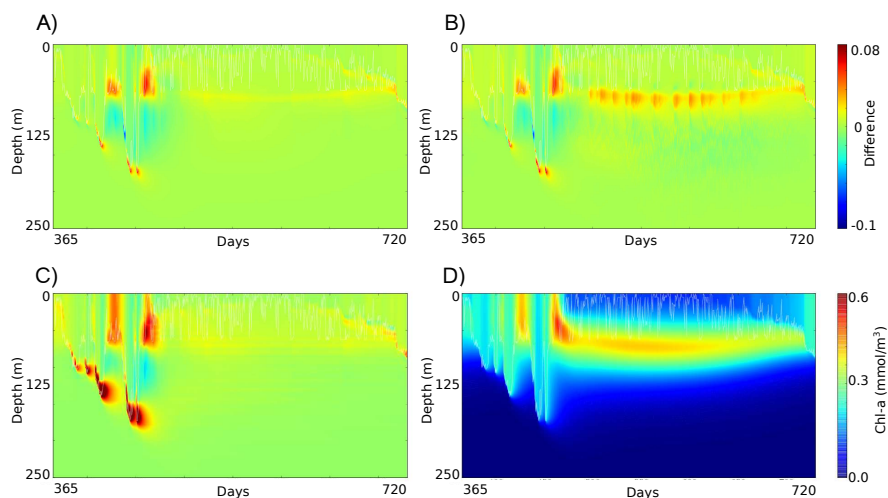 A)
B)
0
125
250
Depth (m)
365
Days
720
0
125
250
Depth (m)
365
Days
720
0.08
0
-0.1
Difference
C)
D)
0
125
250
Depth (m)
365
Days
720
0
125
250
Depth (m)
365
Days
720
0.6
0.3
0.0
Chl-a (mmol/m³)